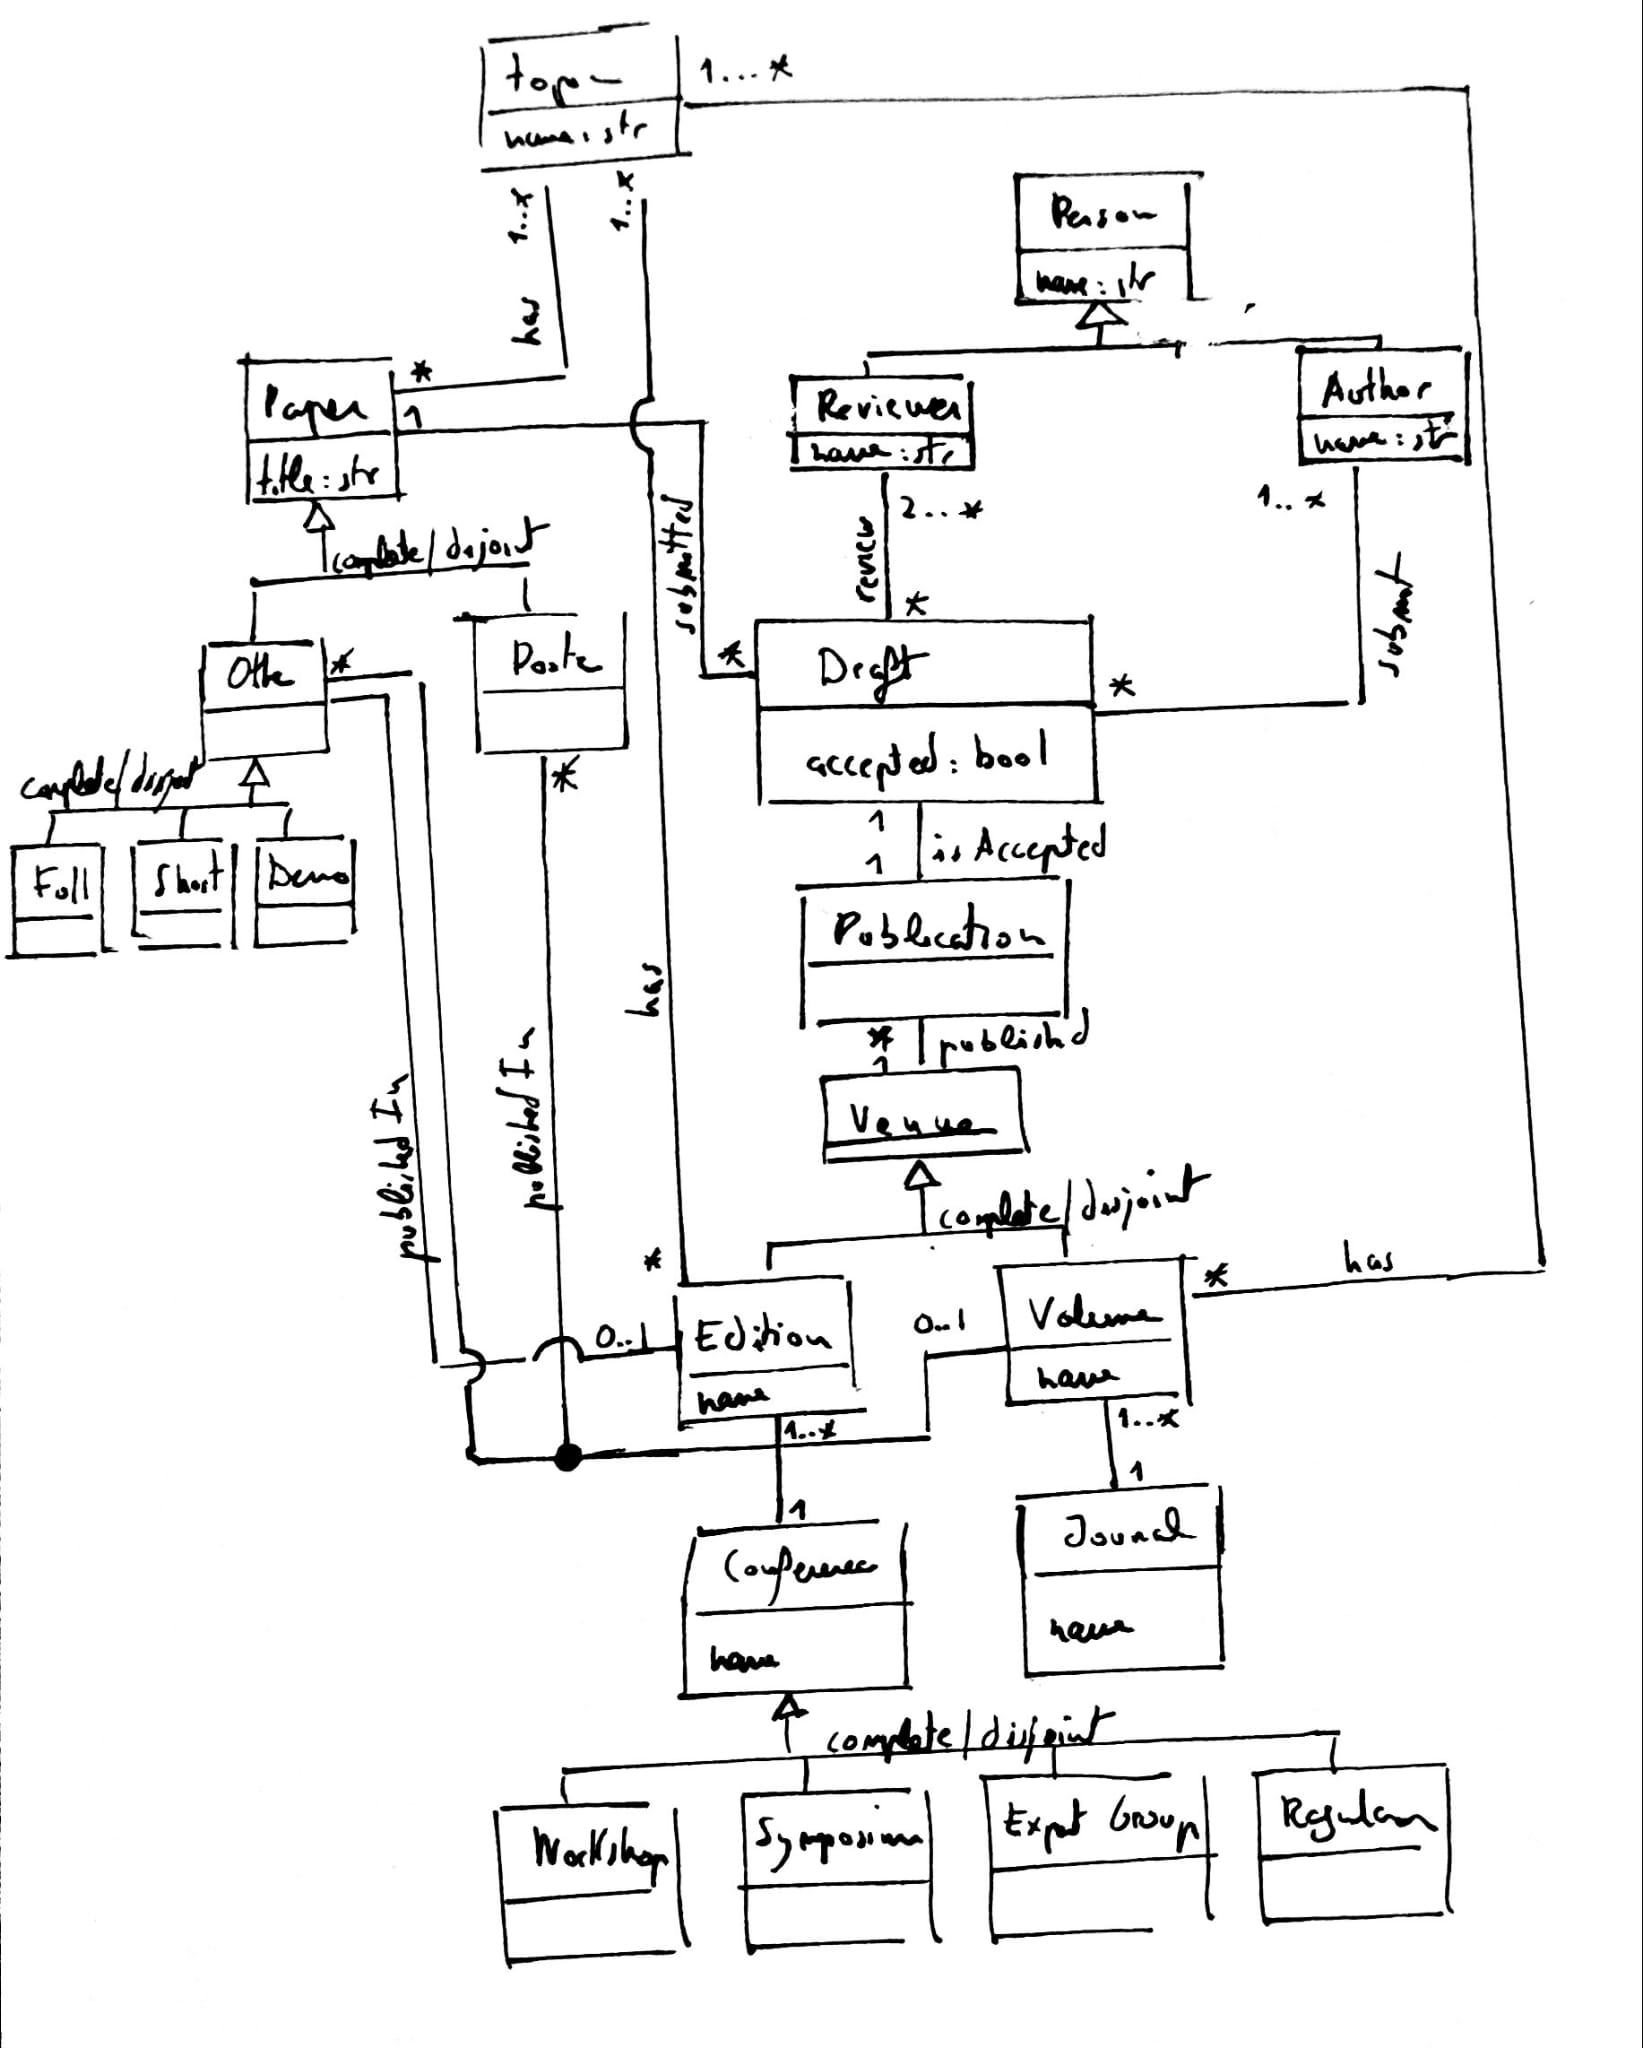 1...*
name: str
1..*
1..*
Person
name: str
has
*
Paper
1
title: str
Reviewer
name: str
Author
name: str
complete/disjoint
submitted
review
2...*
1..*
submit
*
*
*
*
Draft
accepted: bool
complete/disjoint
*
Full
Short
Demo
1
is Accepted
1
Publication
has
*
published
1
Venue
published In
published In
complete/disjoint
*
*
has
0..1
Edition
name
0..1
Volume
name
1..*
1
1..*
1
Conference
name
Journal
name
complete/disjoint
Workshop
Symposium
Expert Group
Regular